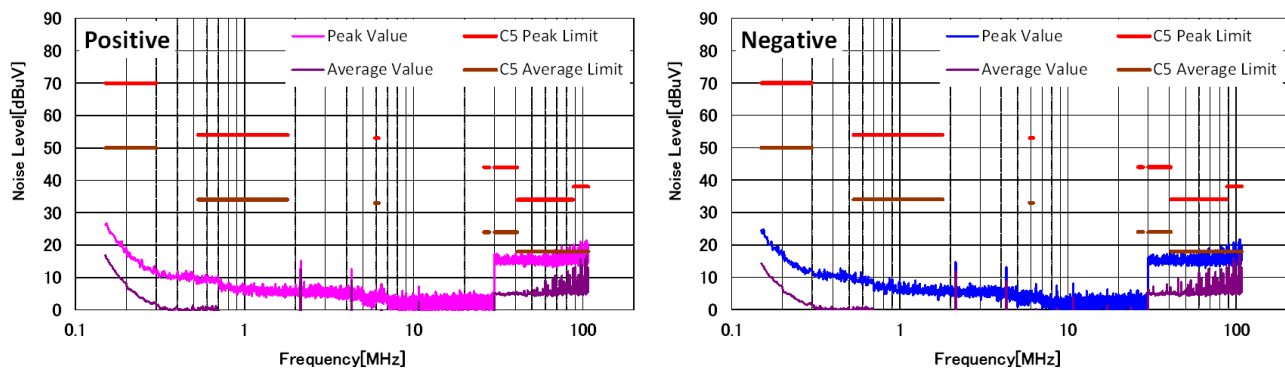 90
80
70
60
50
40
30
20
10
0
Noise Level[dBuV]
Positive
Peak Value
C5 Peak Limit
Average Value
C5 Average Limit
0.1
1
10
100
Frequency[MHz]
90
80
70
60
50
40
30
20
10
0
Noise Level[dBuV]
Negative
Peak Value
C5 Peak Limit
Average Value
C5 Average Limit
0.1
1
10
100
Frequency[MHz]